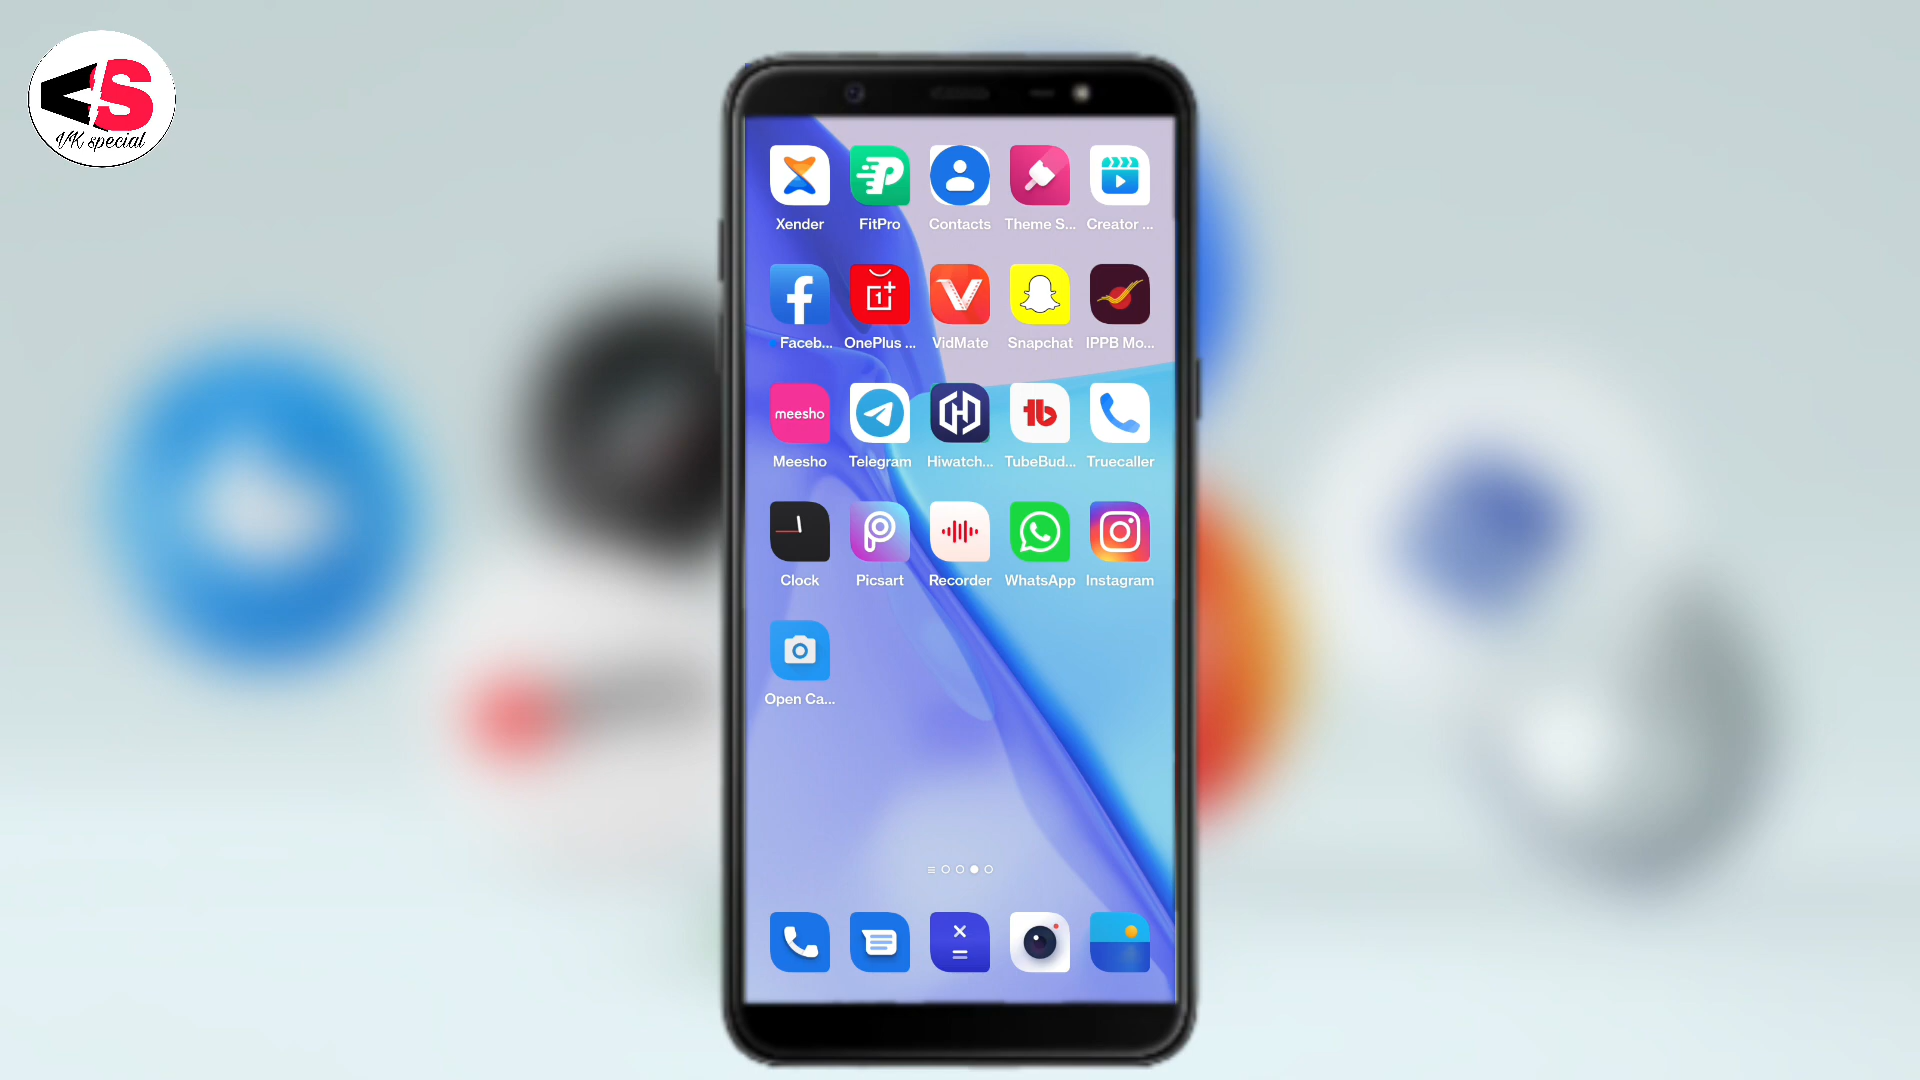 VS
VK special
Xender FitPro Contacts Theme S... Creator ...
Faceb... OnePlus ... VidMate Snapchat IPPB Mo...
meesho
Meesho Telegram Hiwatch... TubeBud... Truecaller
Clock Picsart Recorder WhatsApp Instagram
Open Ca...